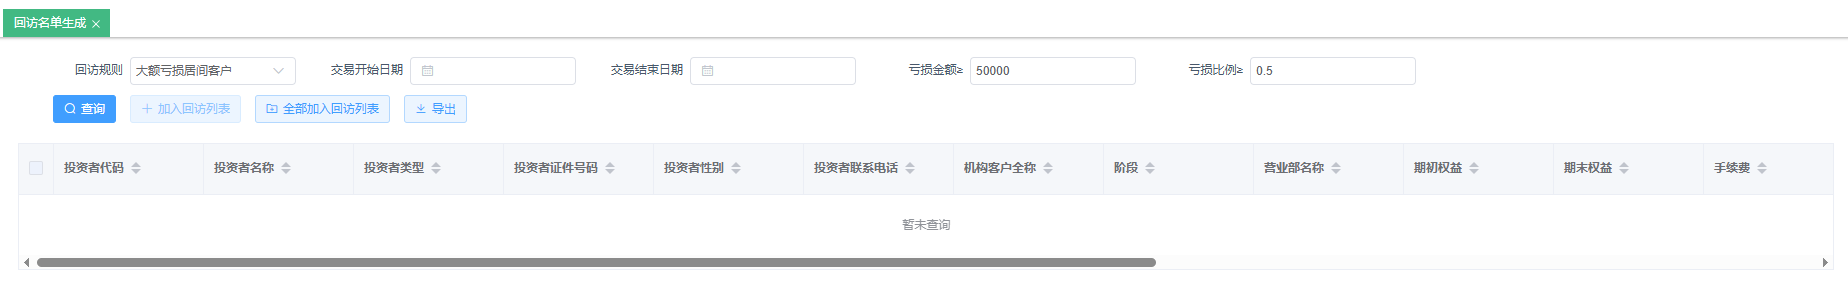 回访名单生成 ×
回访规则 大额亏损居间客户 交易开始日期 交易结束日期 亏损金额≥ 50000 亏损比例≥ 0.5
查询 + 加入回访列表 全部加入回访列表 导出
投资者代码 投资者名称 投资者类型 投资者证件号码 投资者性别 投资者联系电话 机构客户全称 阶段 营业部名称 期初权益 期末权益 手续费
暂未查询